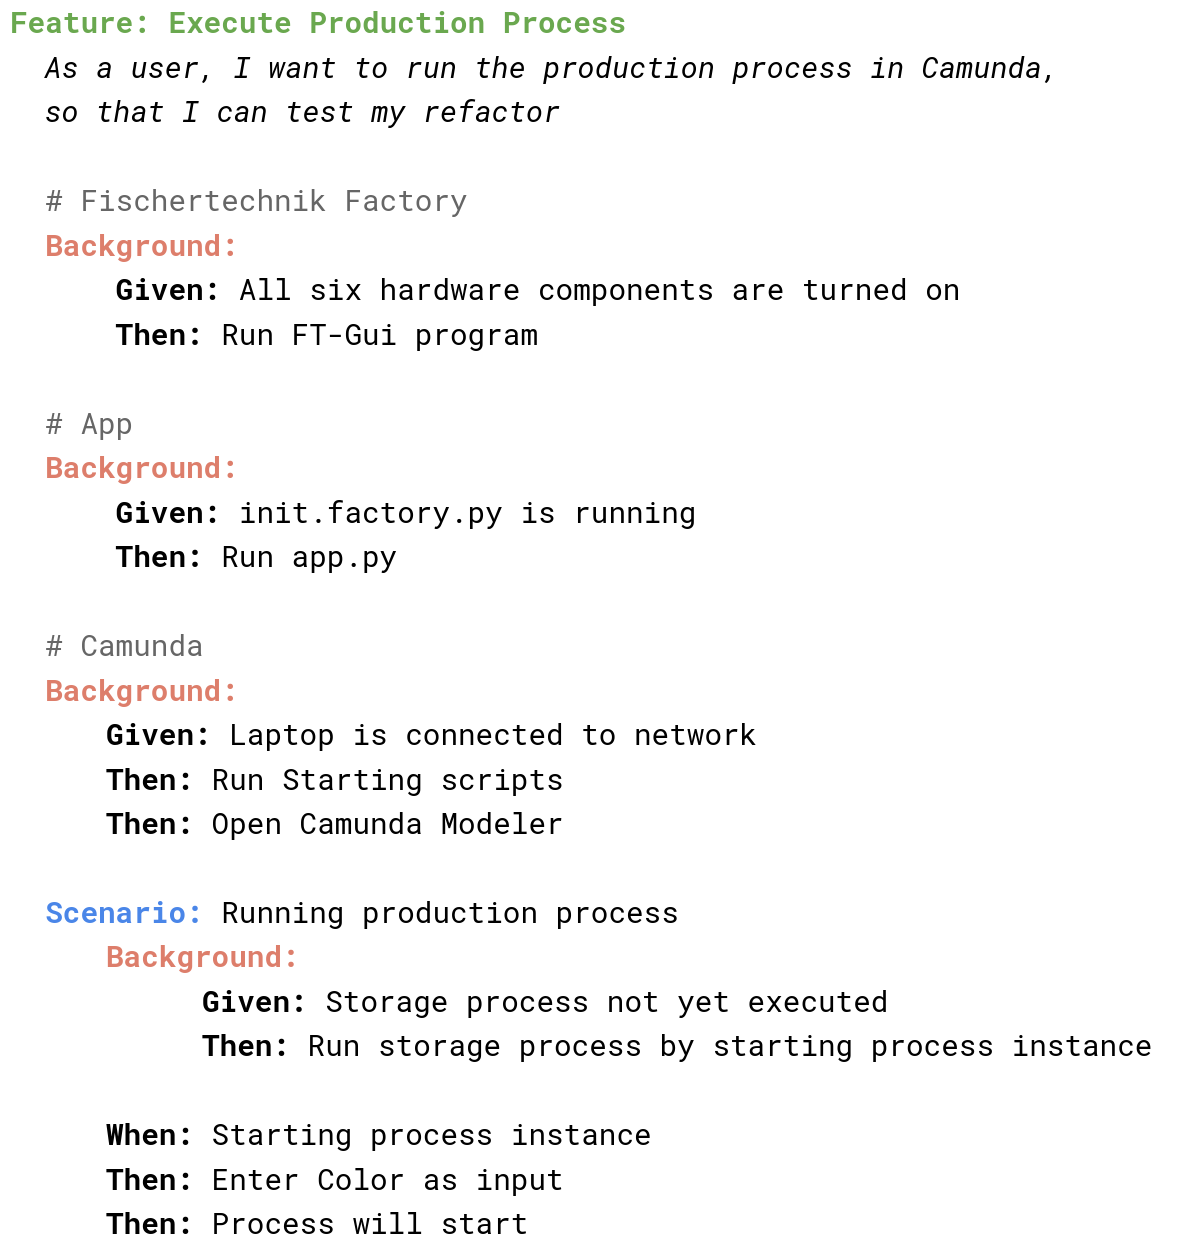 Feature: Execute Production Process
As a user, I want to run the production process in Camunda,
so that I can test my refactor
# Fischertechnik Factory
Background:
Given: All six hardware components are turned on
Then: Run FT-Gui program
# App
Background:
Given: init.factory.py is running
Then: Run app.py
# Camunda
Background:
Given: Laptop is connected to network
Then: Run Starting scripts
Then: Open Camunda Modeler
Scenario: Running production process
Background:
Given: Storage process not yet executed
Then: Run storage process by starting process instance
When: Starting process instance
Then: Enter Color as input
Then: Process will start